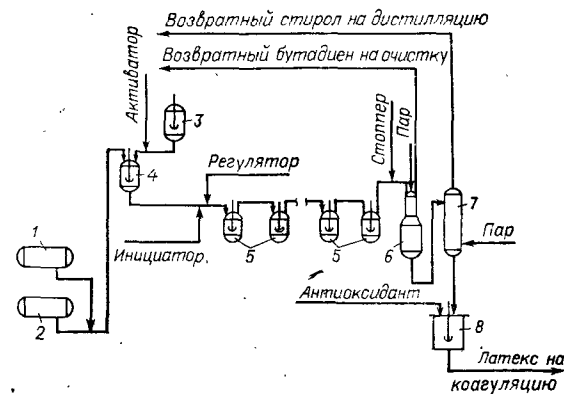 Возвратный стирол на дистилляцию
Возвратный бутадиен на очистку
Активатор
3
Стоппер
Пар
4
Регулятор
7
1
Инициатор
5
5
6
Пар
2
Антиоксидант
8
Латекс на
коагуляцию